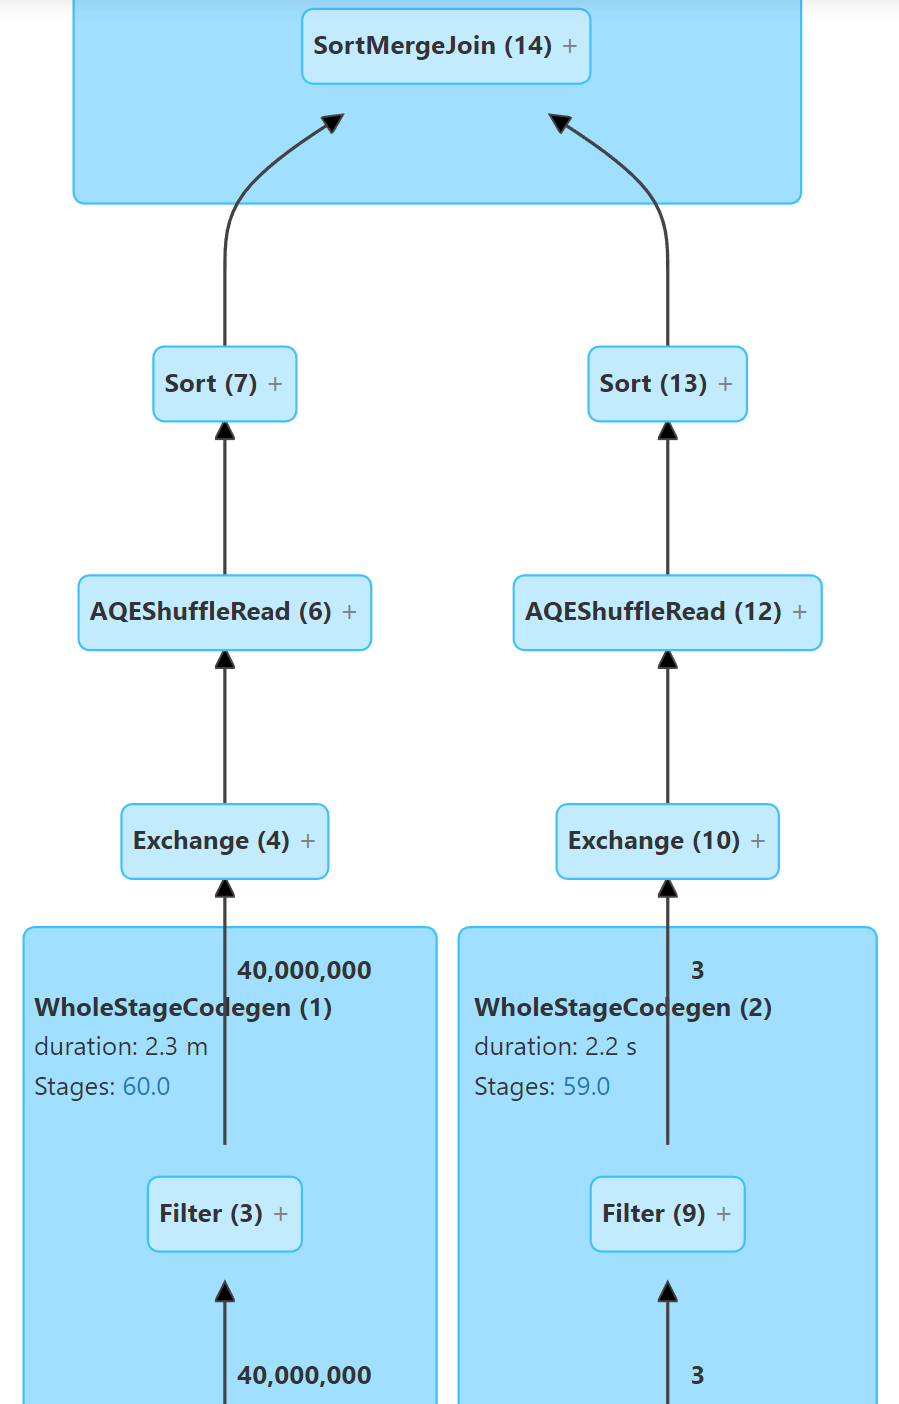 SortMergeJoin (14) +
Sort (7) +
Sort (13) +
AQEShuffleRead (6) +
AQEShuffleRead (12) +
Exchange (4) +
Exchange (10) +
40,000,000
3
WholeStageCodegen (1)
duration: 2.3 m
Stages: 60.0
WholeStageCodegen (2)
duration: 2.2 s
Stages: 59.0
Filter (3) +
Filter (9) +
40,000,000
3